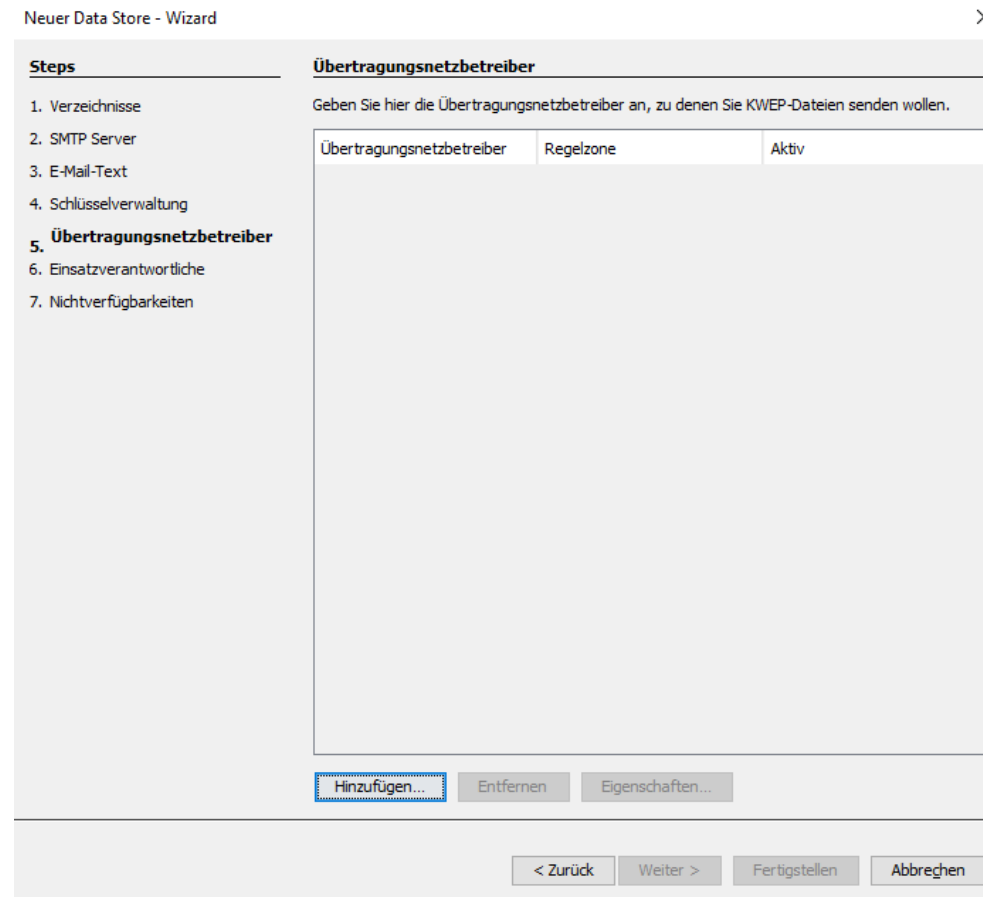 Neuer Data Store - Wizard
Steps
1. Verzeichnisse
2. SMTP Server
3. E-Mail-Text
4. Schlüsselverwaltung
5. Übertragungsnetzbetreiber
6. Einsatzverantwortliche
7. Nichtverfügbarkeiten
Übertragungsnetzbetreiber
Geben Sie hier die Übertragungsnetzbetreiber an, zu denen Sie KWEP-Dateien senden wollen.
Übertragungsnetzbetreiber Regelzone Aktiv
Hinzufügen... Entfernen Eigenschaften...
< Zurück Weiter > Fertigstellen Abbrechen